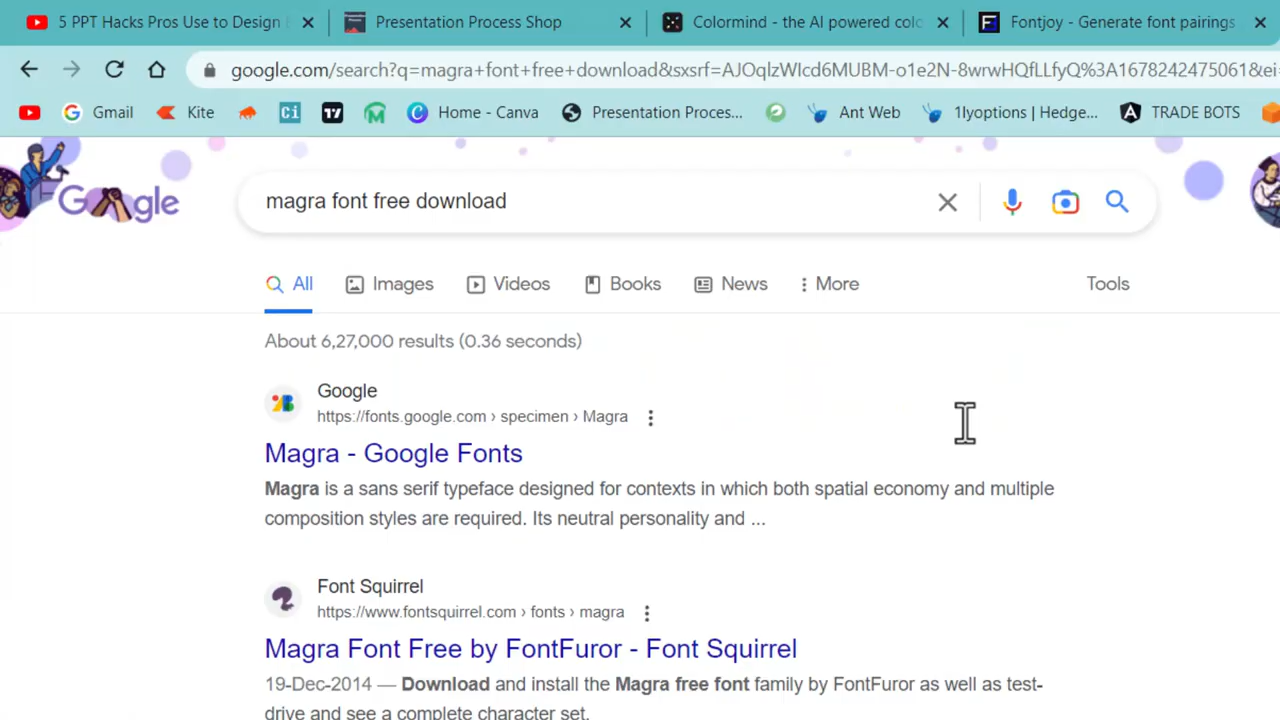 5 PPT Hacks Pros Use to Design
Presentation Process Shop
Colormind - the AI powered colo
Fontjoy - Generate font pairings
google.com/search?q=magra+font+free+download&sxsrf=AJOqlzWIcd6MUBM-o1e2N-8wrwHQfLLfyQ%3A1678242475061&ei=
Gmail
Kite
Ci
Home - Canva
Presentation Proces...
Ant Web
1lyoptions | Hedge...
TRADE BOTS
Google
magra font free download
All
Images
Videos
Books
News
More
Tools
About 6,27,000 results (0.36 seconds)
Google
https://fonts.google.com › specimen › Magra
Magra - Google Fonts
Magra is a sans serif typeface designed for contexts in which both spatial economy and multiple
composition styles are required. Its neutral personality and ...
Font Squirrel
https://www.fontsquirrel.com › fonts › magra
Magra Font Free by FontFuror - Font Squirrel
19-Dec-2014 — Download and install the Magra free font family by FontFuror as well as test-
drive and see a complete character set.